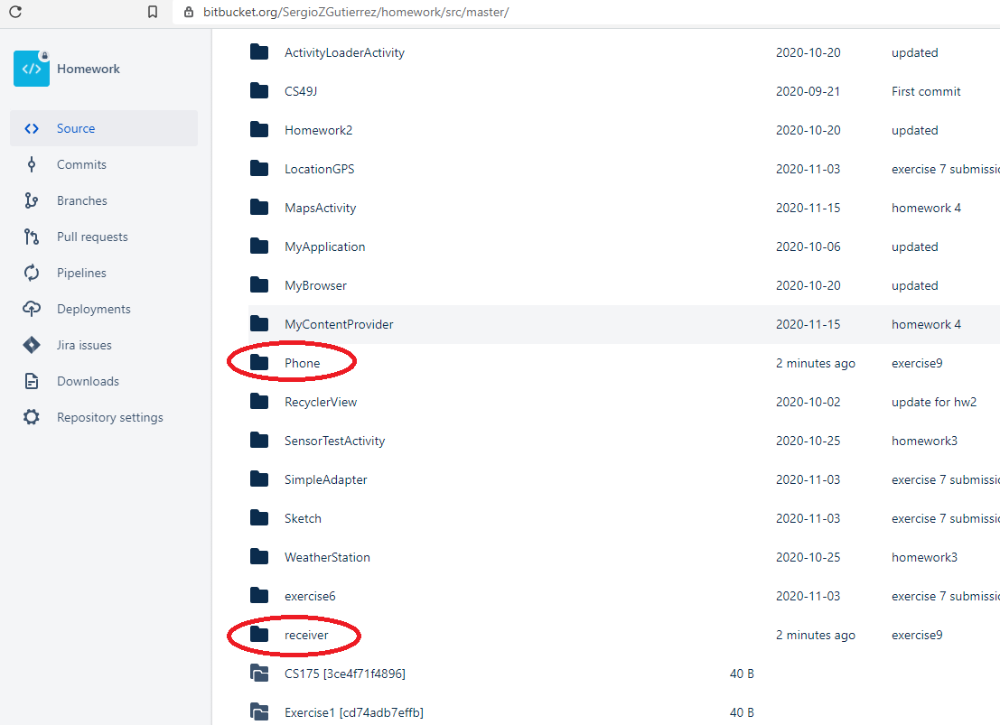 bitbucket.org/SergioZGutierrez/homework/src/master/
Homework
Source
Commits
Branches
Pull requests
Pipelines
Deployments
Jira issues
Downloads
Repository settings
ActivityLoaderActivity 2020-10-20 updated
CS49J 2020-09-21 First commit
Homework2 2020-10-20 updated
LocationGPS 2020-11-03 exercise 7 submissio
MapsActivity 2020-11-15 homework 4
MyApplication 2020-10-06 updated
MyBrowser 2020-10-20 updated
MyContentProvider 2020-11-15 homework 4
Phone 2 minutes ago exercise9
RecyclerView 2020-10-02 update for hw2
SensorTestActivity 2020-10-25 homework3
SimpleAdapter 2020-11-03 exercise 7 submissio
Sketch 2020-11-03 exercise 7 submissio
WeatherStation 2020-10-25 homework3
exercise6 2020-11-03 exercise 7 submissio
receiver 2 minutes ago exercise9
CS175 [3ce4f71f4896] 40 B
Exercise1 [cd74adb7effb] 40 B